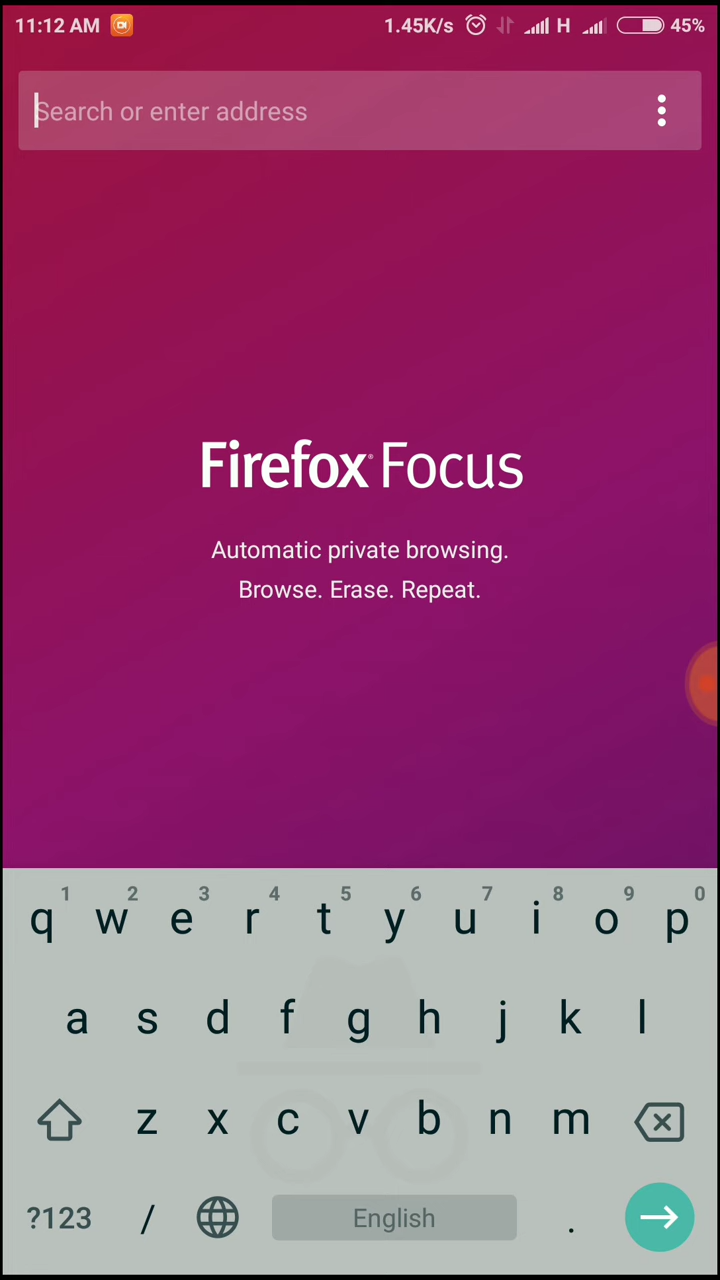 11:12 AM 1.45K/s H 45%
Search or enter address
Firefox Focus
Automatic private browsing.
Browse. Erase. Repeat.
1 2 3 4 5 6 7 8 9 0
q w e r t y u i o p
a s d f g h j k l
z x c v b n m
?123 / English .